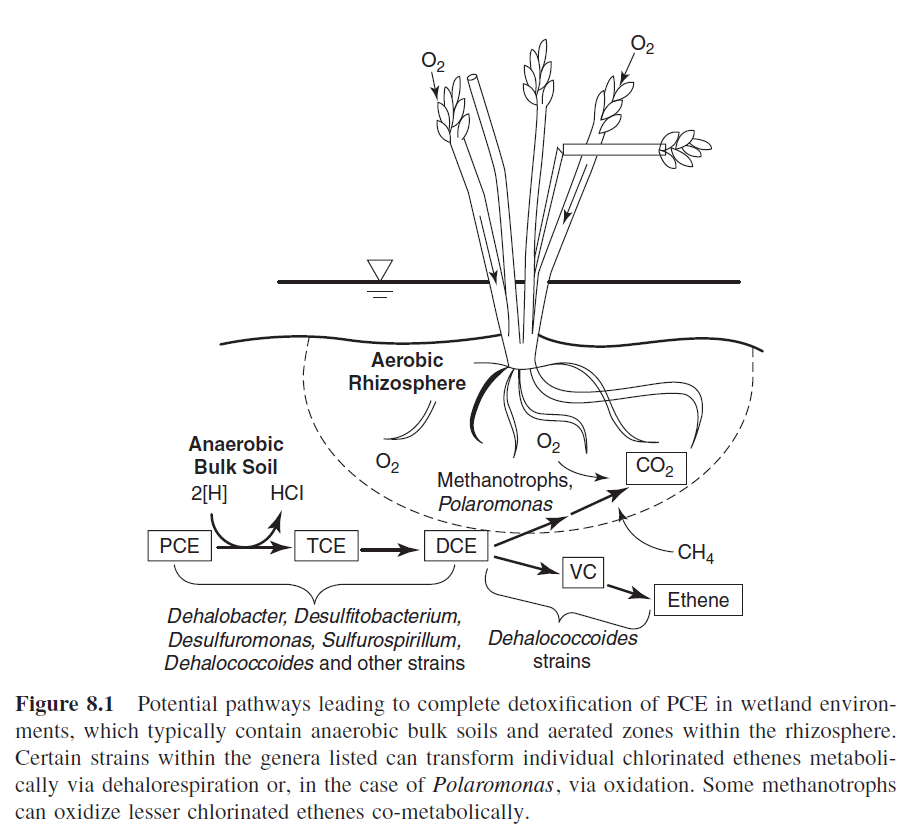 O2
O2
Aerobic
Rhizosphere
Anaerobic
Bulk Soil
2[H] HCl
O2
O2
Methanotrophs,
Polaromonas
CO2
PCE
TCE
DCE
CH4
VC
Ethene
Dehalobacter, Desulfitobacterium,
Desulfuromonas, Sulfurospirillum,
Dehalococcoides and other strains
Dehalococcoides
strains
Figure 8.1 Potential pathways leading to complete detoxification of PCE in wetland environ-
ments, which typically contain anaerobic bulk soils and aerated zones within the rhizosphere.
Certain strains within the genera listed can transform individual chlorinated ethenes metaboli-
cally via dehalorespiration or, in the case of Polaromonas, via oxidation. Some methanotrophs
can oxidize lesser chlorinated ethenes co-metabolically.